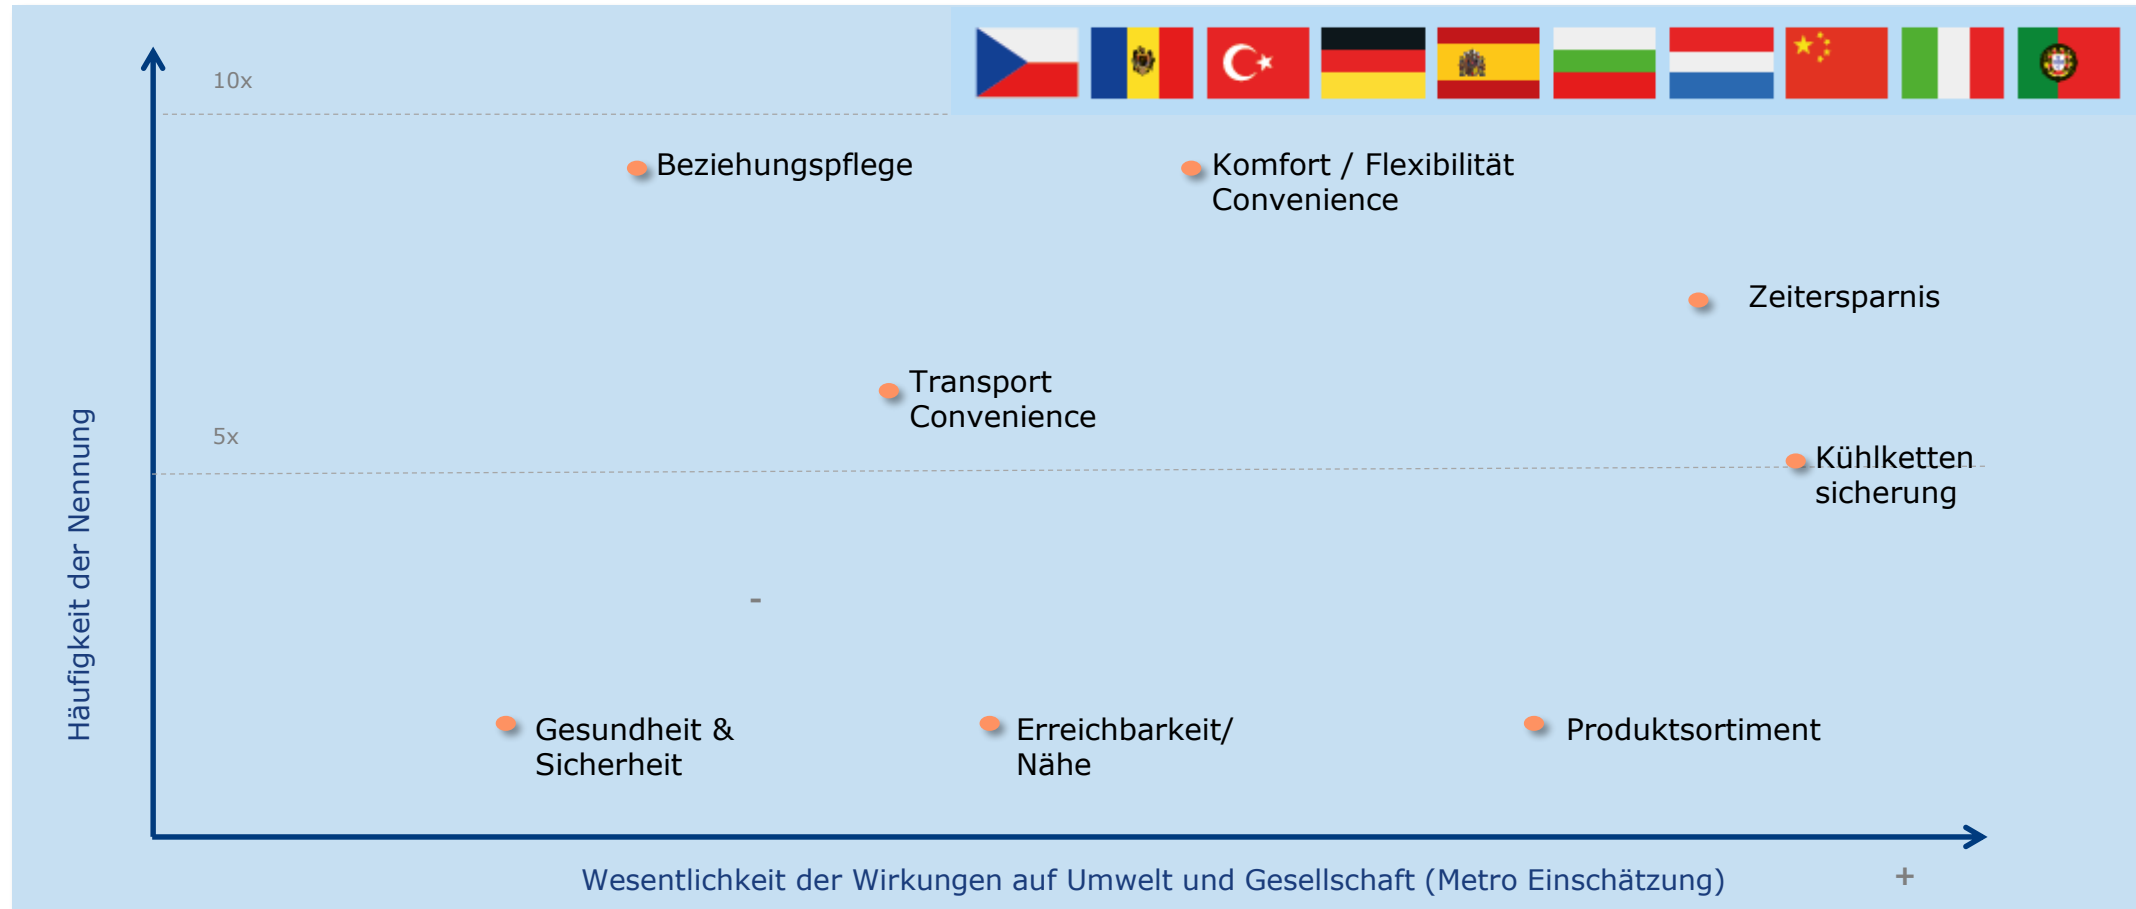 10x
Beziehungspflege
Komfort / Flexibilität
Convenience
Zeitersparnis
Transport
Convenience
5x
Kühlketten
sicherung
-
Häufigkeit der Nennung
Gesundheit &
Sicherheit
Erreichbarkeit/
Nähe
Produktsortiment
Wesentlichkeit der Wirkungen auf Umwelt und Gesellschaft (Metro Einschätzung)
+